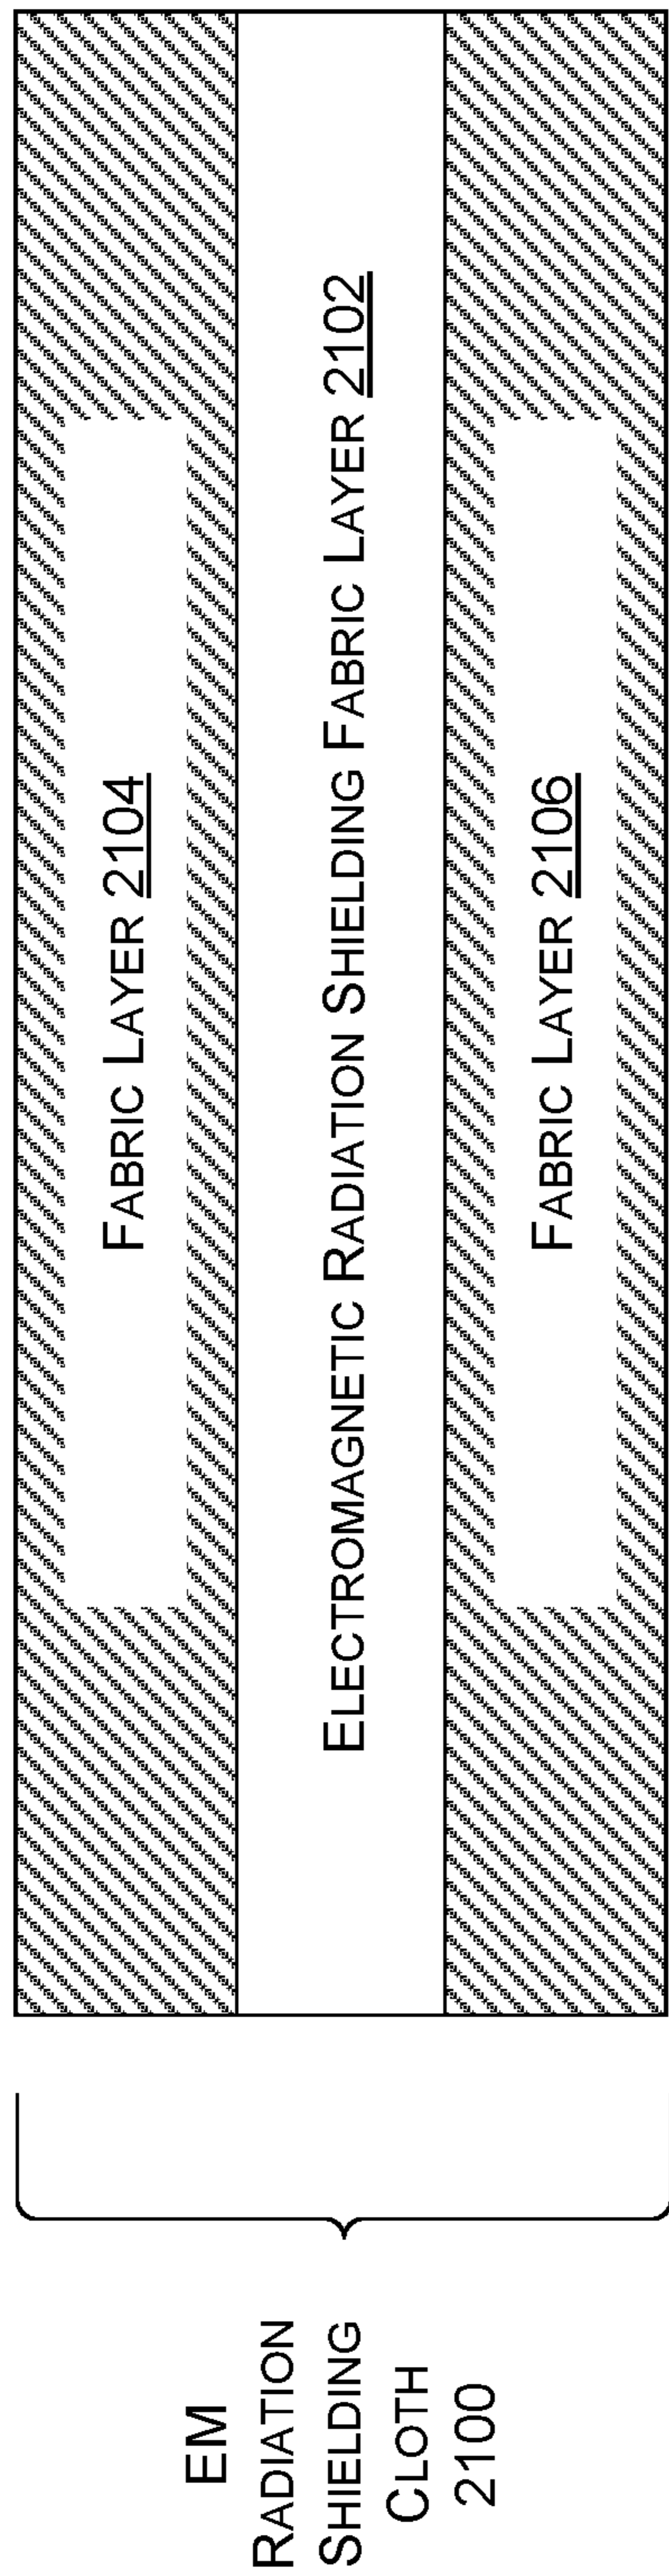 EM
RADIATION
SHIELDING
CLOTH
2100
FABRIC LAYER 2104
ELECTROMAGNETIC RADIATION SHIELDING FABRIC LAYER 2102
FABRIC LAYER 2106